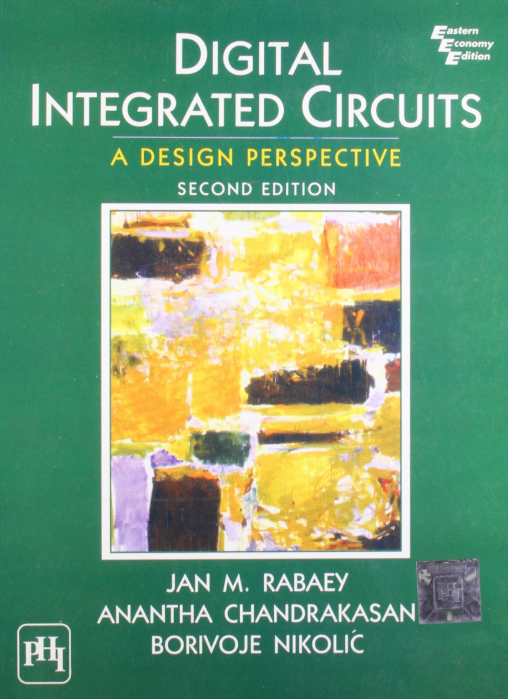 Eastern
Economy
Edition
DIGITAL
INTEGRATED CIRCUITS
A DESIGN PERSPECTIVE
SECOND EDITION
JAN M. RABAEY
ANANTHA CHANDRAKASAN
BORIVOJE NIKOLIĆ
PHI